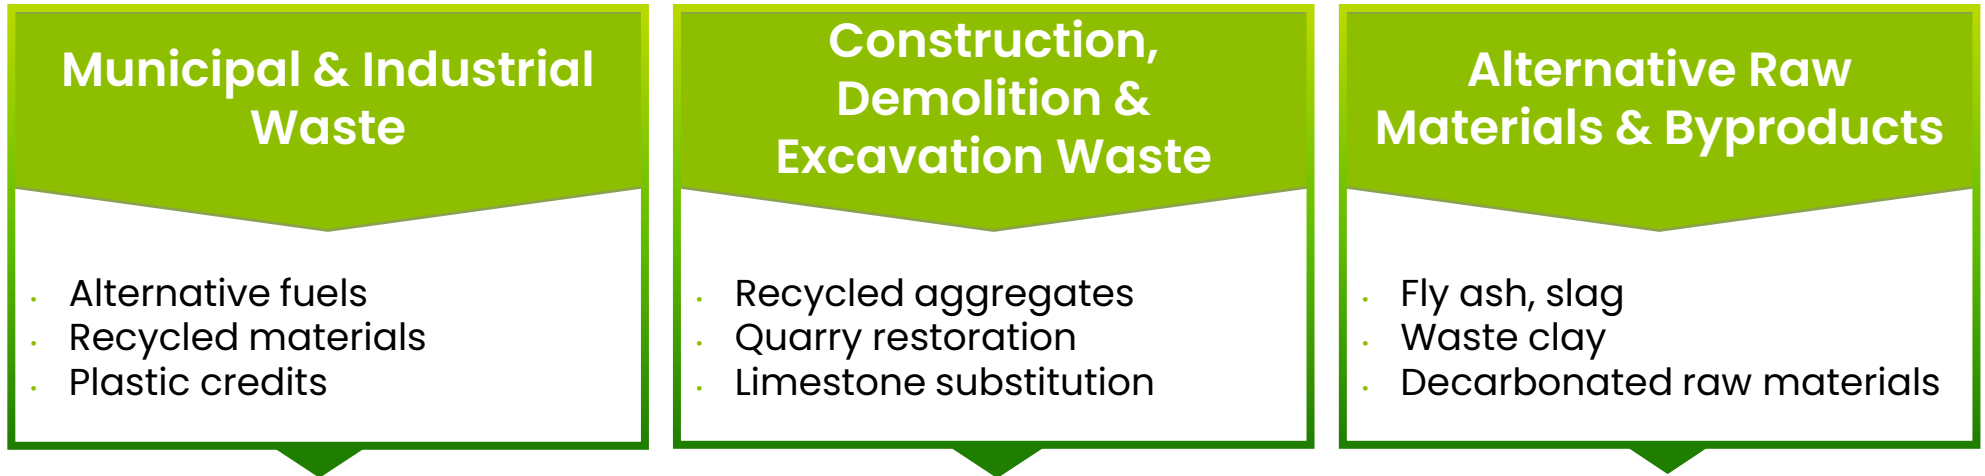 Municipal & Industrial
Waste
· Alternative fuels
· Recycled materials
· Plastic credits
Construction,
Demolition &
Excavation Waste
· Recycled aggregates
· Quarry restoration
· Limestone substitution
Alternative Raw
Materials & Byproducts
· Fly ash, slag
· Waste clay
· Decarbonated raw materials